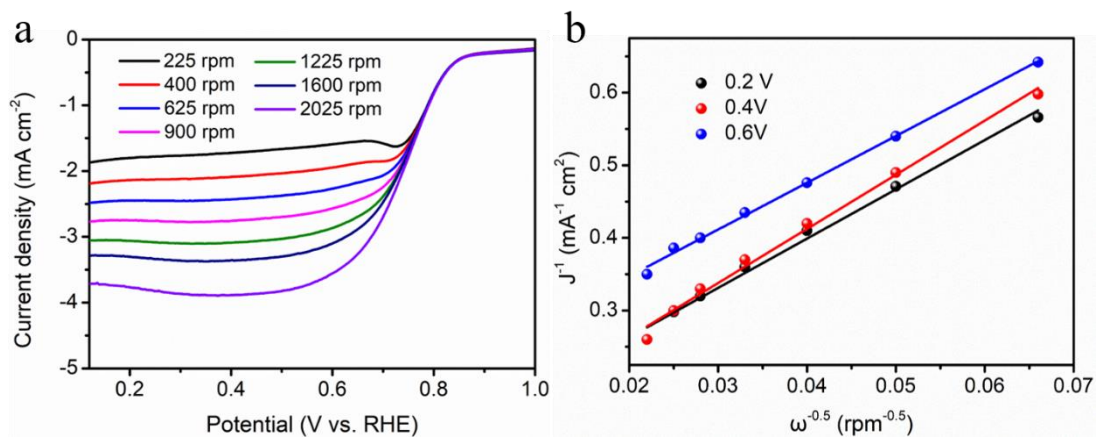 a
0
-1
-2
-3
-4
-5
Current density (mA cm⁻²)
225 rpm
400 rpm
625 rpm
900 rpm
1225 rpm
1600 rpm
2025 rpm
0.2 0.4 0.6 0.8 1.0
Potential (V vs. RHE)
b
0.6
0.5
0.4
0.3
J⁻¹ (mA⁻¹ cm²)
0.2 V
0.4V
0.6V
0.02 0.03 0.04 0.05 0.06 0.07
ω⁻⁰·⁵ (rpm⁻⁰·⁵)